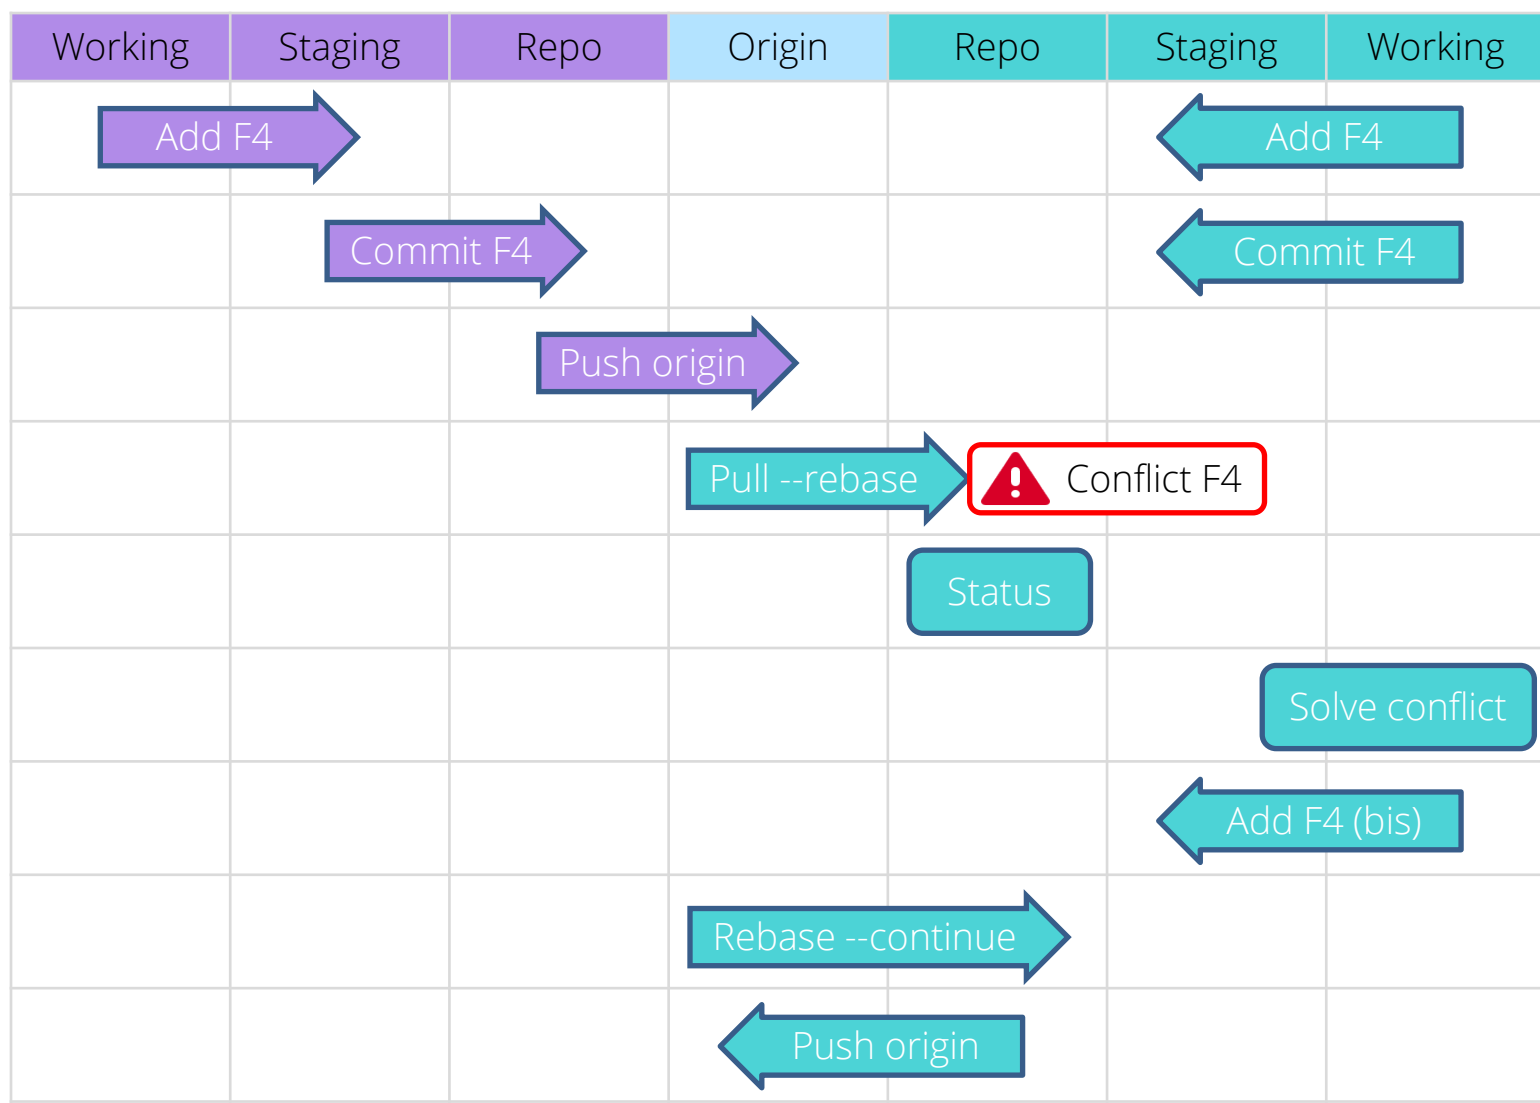 Working
Staging
Repo
Origin
Repo
Staging
Working
Add F4
Add F4
Commit F4
Commit F4
Push origin
Pull --rebase
Conflict F4
Status
Solve conflict
Add F4 (bis)
Rebase --continue
Push origin